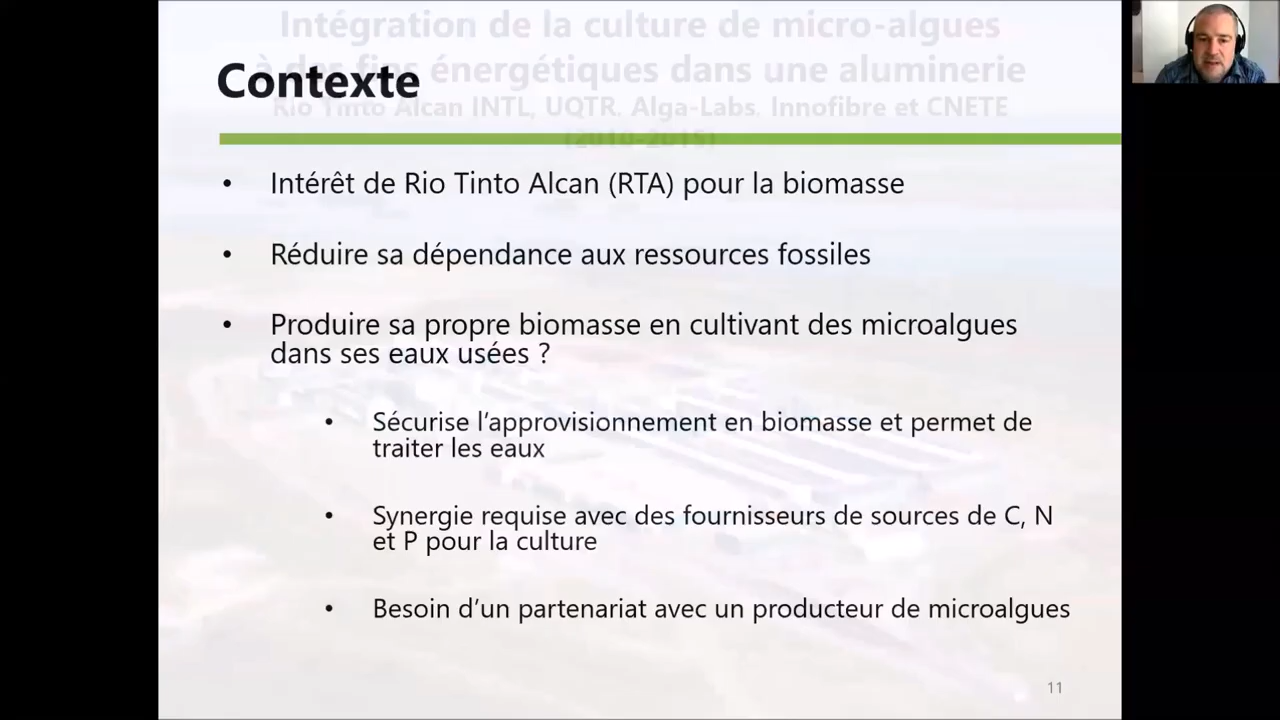 Intégration de la culture de micro-algues
à des fins énergétiques dans une aluminerie
Rio Tinto Alcan INTL, UQTR, Alga-Labs, Innofibre et CNETE
(2010-2015)
Contexte
• Intérêt de Rio Tinto Alcan (RTA) pour la biomasse
• Réduire sa dépendance aux ressources fossiles
• Produire sa propre biomasse en cultivant des microalgues
dans ses eaux usées ?
• Sécurise l’approvisionnement en biomasse et permet de
traiter les eaux
• Synergie requise avec des fournisseurs de sources de C, N
et P pour la culture
• Besoin d’un partenariat avec un producteur de microalgues
11